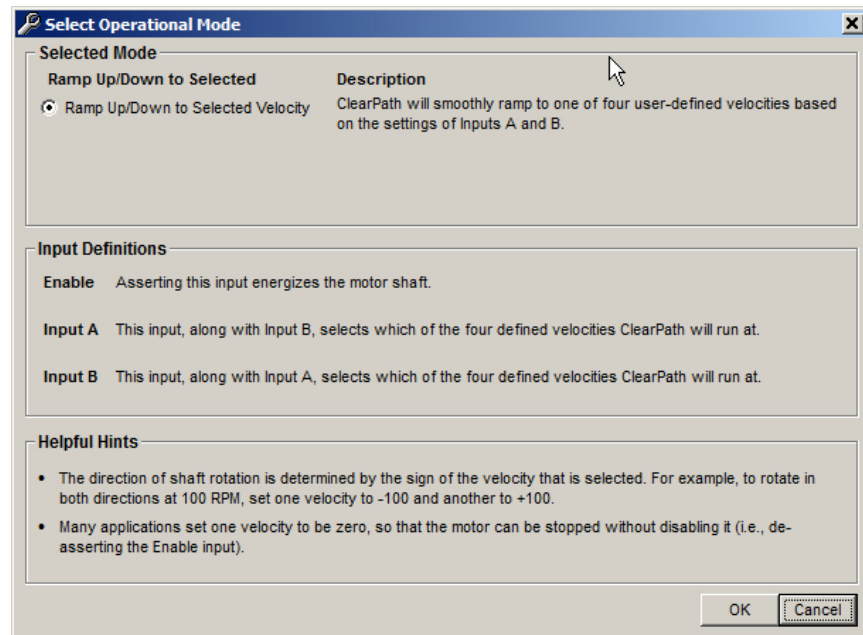 Select Operational Mode
Selected Mode
Ramp Up/Down to Selected
Description
Ramp Up/Down to Selected Velocity
ClearPath will smoothly ramp to one of four user-defined velocities based
on the settings of Inputs A and B.
Input Definitions
Enable Asserting this input energizes the motor shaft.
Input A This input, along with Input B, selects which of the four defined velocities ClearPath will run at.
Input B This input, along with Input A, selects which of the four defined velocities ClearPath will run at.
Helpful Hints
• The direction of shaft rotation is determined by the sign of the velocity that is selected. For example, to rotate in
both directions at 100 RPM, set one velocity to -100 and another to +100.
• Many applications set one velocity to be zero, so that the motor can be stopped without disabling it (i.e., de-
asserting the Enable input).
OK Cancel